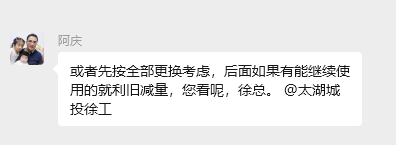 阿庆
或者先按全部更换考虑，后面如果有能继续使
用的就利旧减量，您看呢，徐总。 @太湖城
投徐工